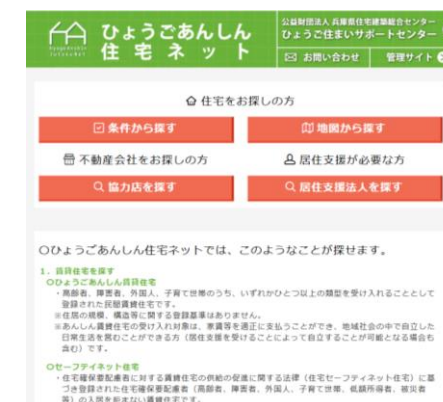 ひょうごあんしん
住宅ネット
公益財団法人 兵庫県住宅建築総合センター
ひょうご住まいサポートセンター
お問い合わせ
管理サイト
住宅をお探しの方
条件から探す
地図から探す
不動産会社をお探しの方
居住支援が必要な方
協力店を探す
居住支援法人を探す
○ひょうごあんしん住宅ネットでは、このようなことが探せます。
1. 賃貸住宅を探す
○ひょうごあんしん賃貸住宅
・高齢者、障害者、外国人、子育て世帯のうち、いずれかひとつ以上の類型を受け入れることとして
登録された民間賃貸住宅です。
※住居の規模、構造等に関する登録基準はありません。
※あんしん賃貸住宅の受け入れ対象は、家賃等を適正に支払うことができ、地域社会の中で自立した
日常生活を営むことができる方（居住支援を受けることによって自立することが可能となる場合も
含む）です。
○セーフティネット住宅
・住宅確保要配慮者に対する賃貸住宅の供給の促進に関する法律（住宅セーフティネット法）に基
づき登録された住宅確保要配慮者（高齢者、障害者、外国人、子育て世帯、低額所得者、被災者
等）の入居を拒まない賃貸住宅です。